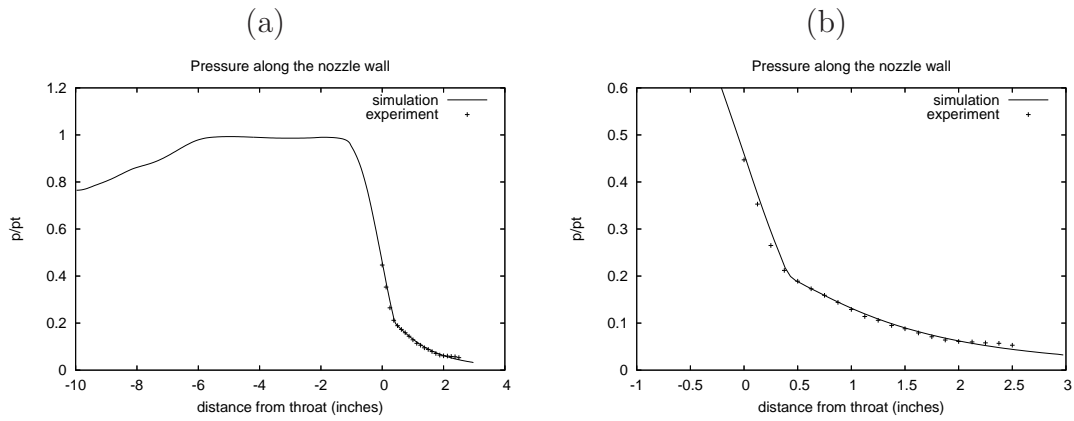 (a)
Pressure along the nozzle wall
simulation
experiment
p/pt
1.2
1
0.8
0.6
0.4
0.2
0
-10
-8
-6
-4
-2
0
2
4
distance from throat (inches)
(b)
Pressure along the nozzle wall
simulation
experiment
p/pt
0.6
0.5
0.4
0.3
0.2
0.1
0
-1
-0.5
0
0.5
1
1.5
2
2.5
3
distance from throat (inches)